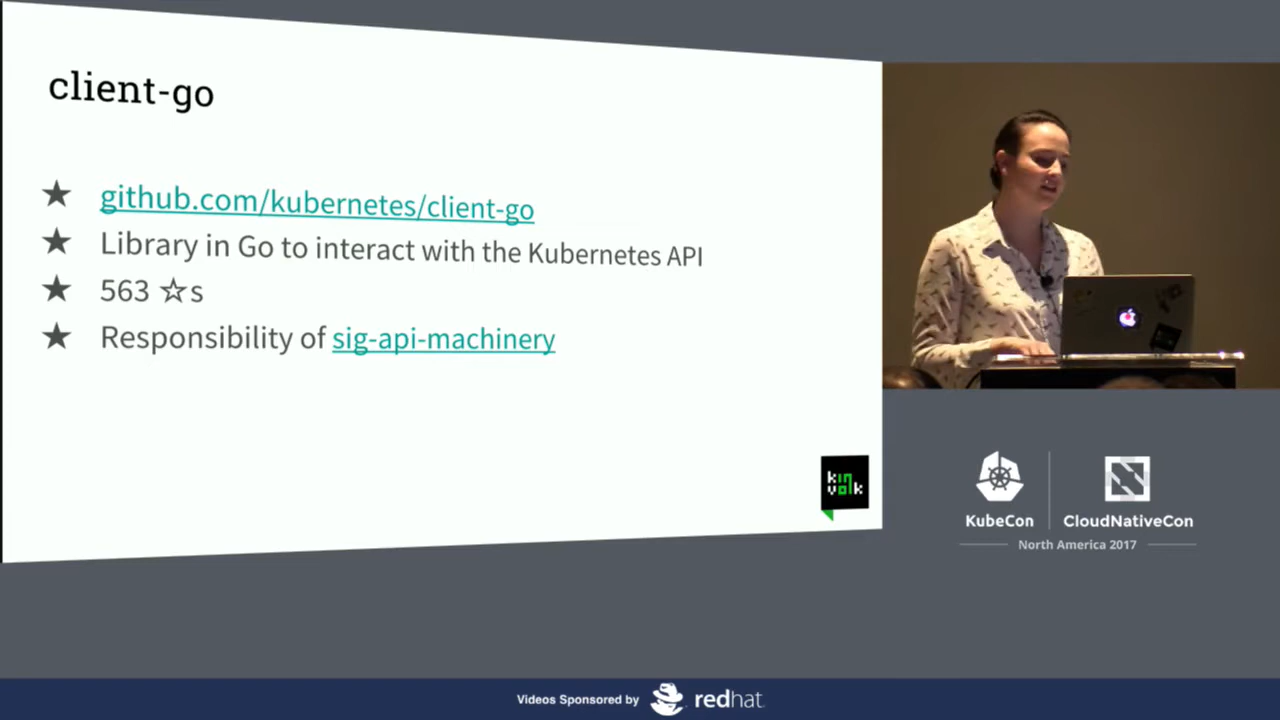 client-go
★ github.com/kubernetes/client-go
★ Library in Go to interact with the Kubernetes API
★ 563 ☆s
★ Responsibility of sig-api-machinery
kin
volk
KubeCon
CloudNativeCon
North America 2017
Videos Sponsored by
redhat